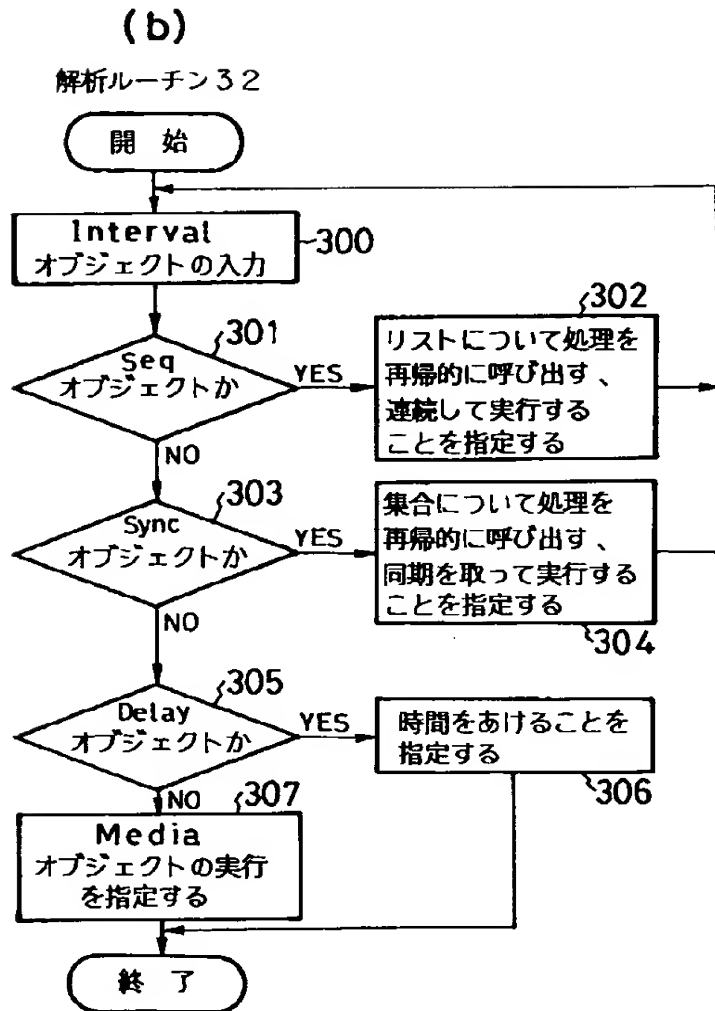 (b)
解析ルーチン32
開始
Interval
オブジェクトの入力
300
301
Seq
オブジェクトか
YES
NO
302
リストについて処理を
再帰的に呼び出す、
連続して実行する
ことを指定する
303
Sync
オブジェクトか
YES
NO
集合について処理を
再帰的に呼び出す、
同期を取って実行する
ことを指定する
304
305
Delay
オブジェクトか
YES
NO
時間をあけることを
指定する
306
307
Media
オブジェクトの実行
を指定する
終了